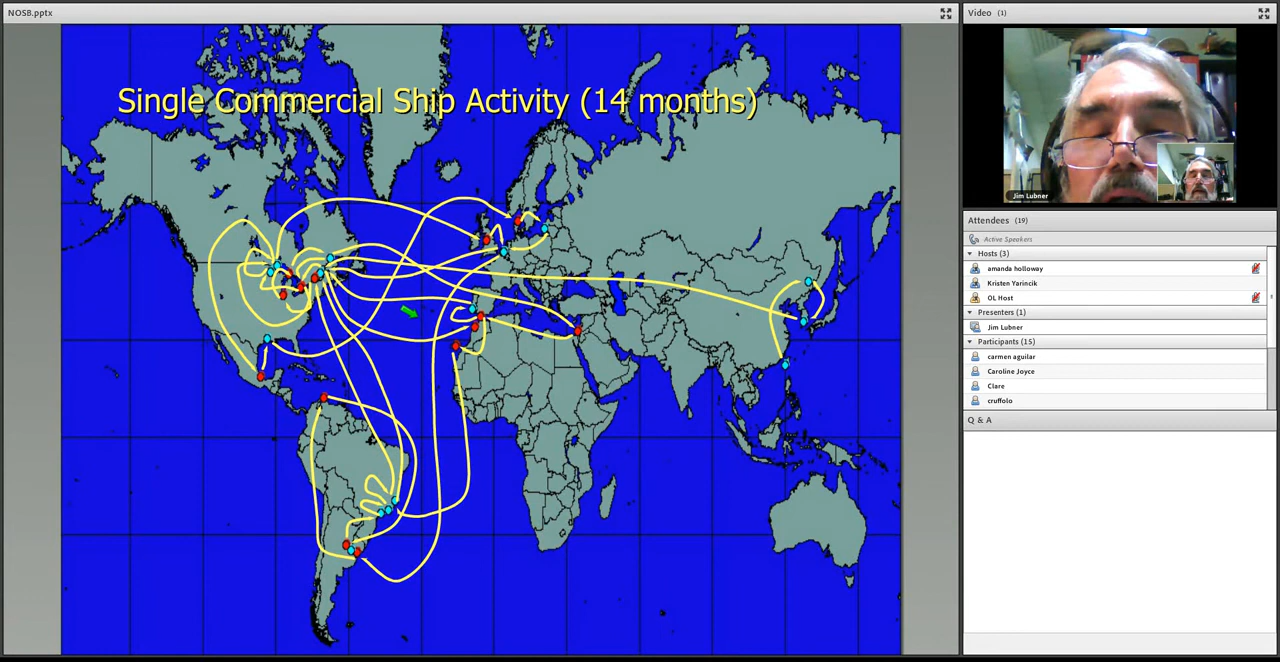 NOSB.pptx
Single Commercial Ship Activity (14 months)
Video (1)
Jim Lubner
Attendees (19)
Active Speakers
Hosts (3)
amanda holloway
Kristen Yarincik
OL Host
Presenters (1)
Jim Lubner
Participants (15)
carmen aguilar
Caroline Joyce
Clare
cruffolo
Q & A